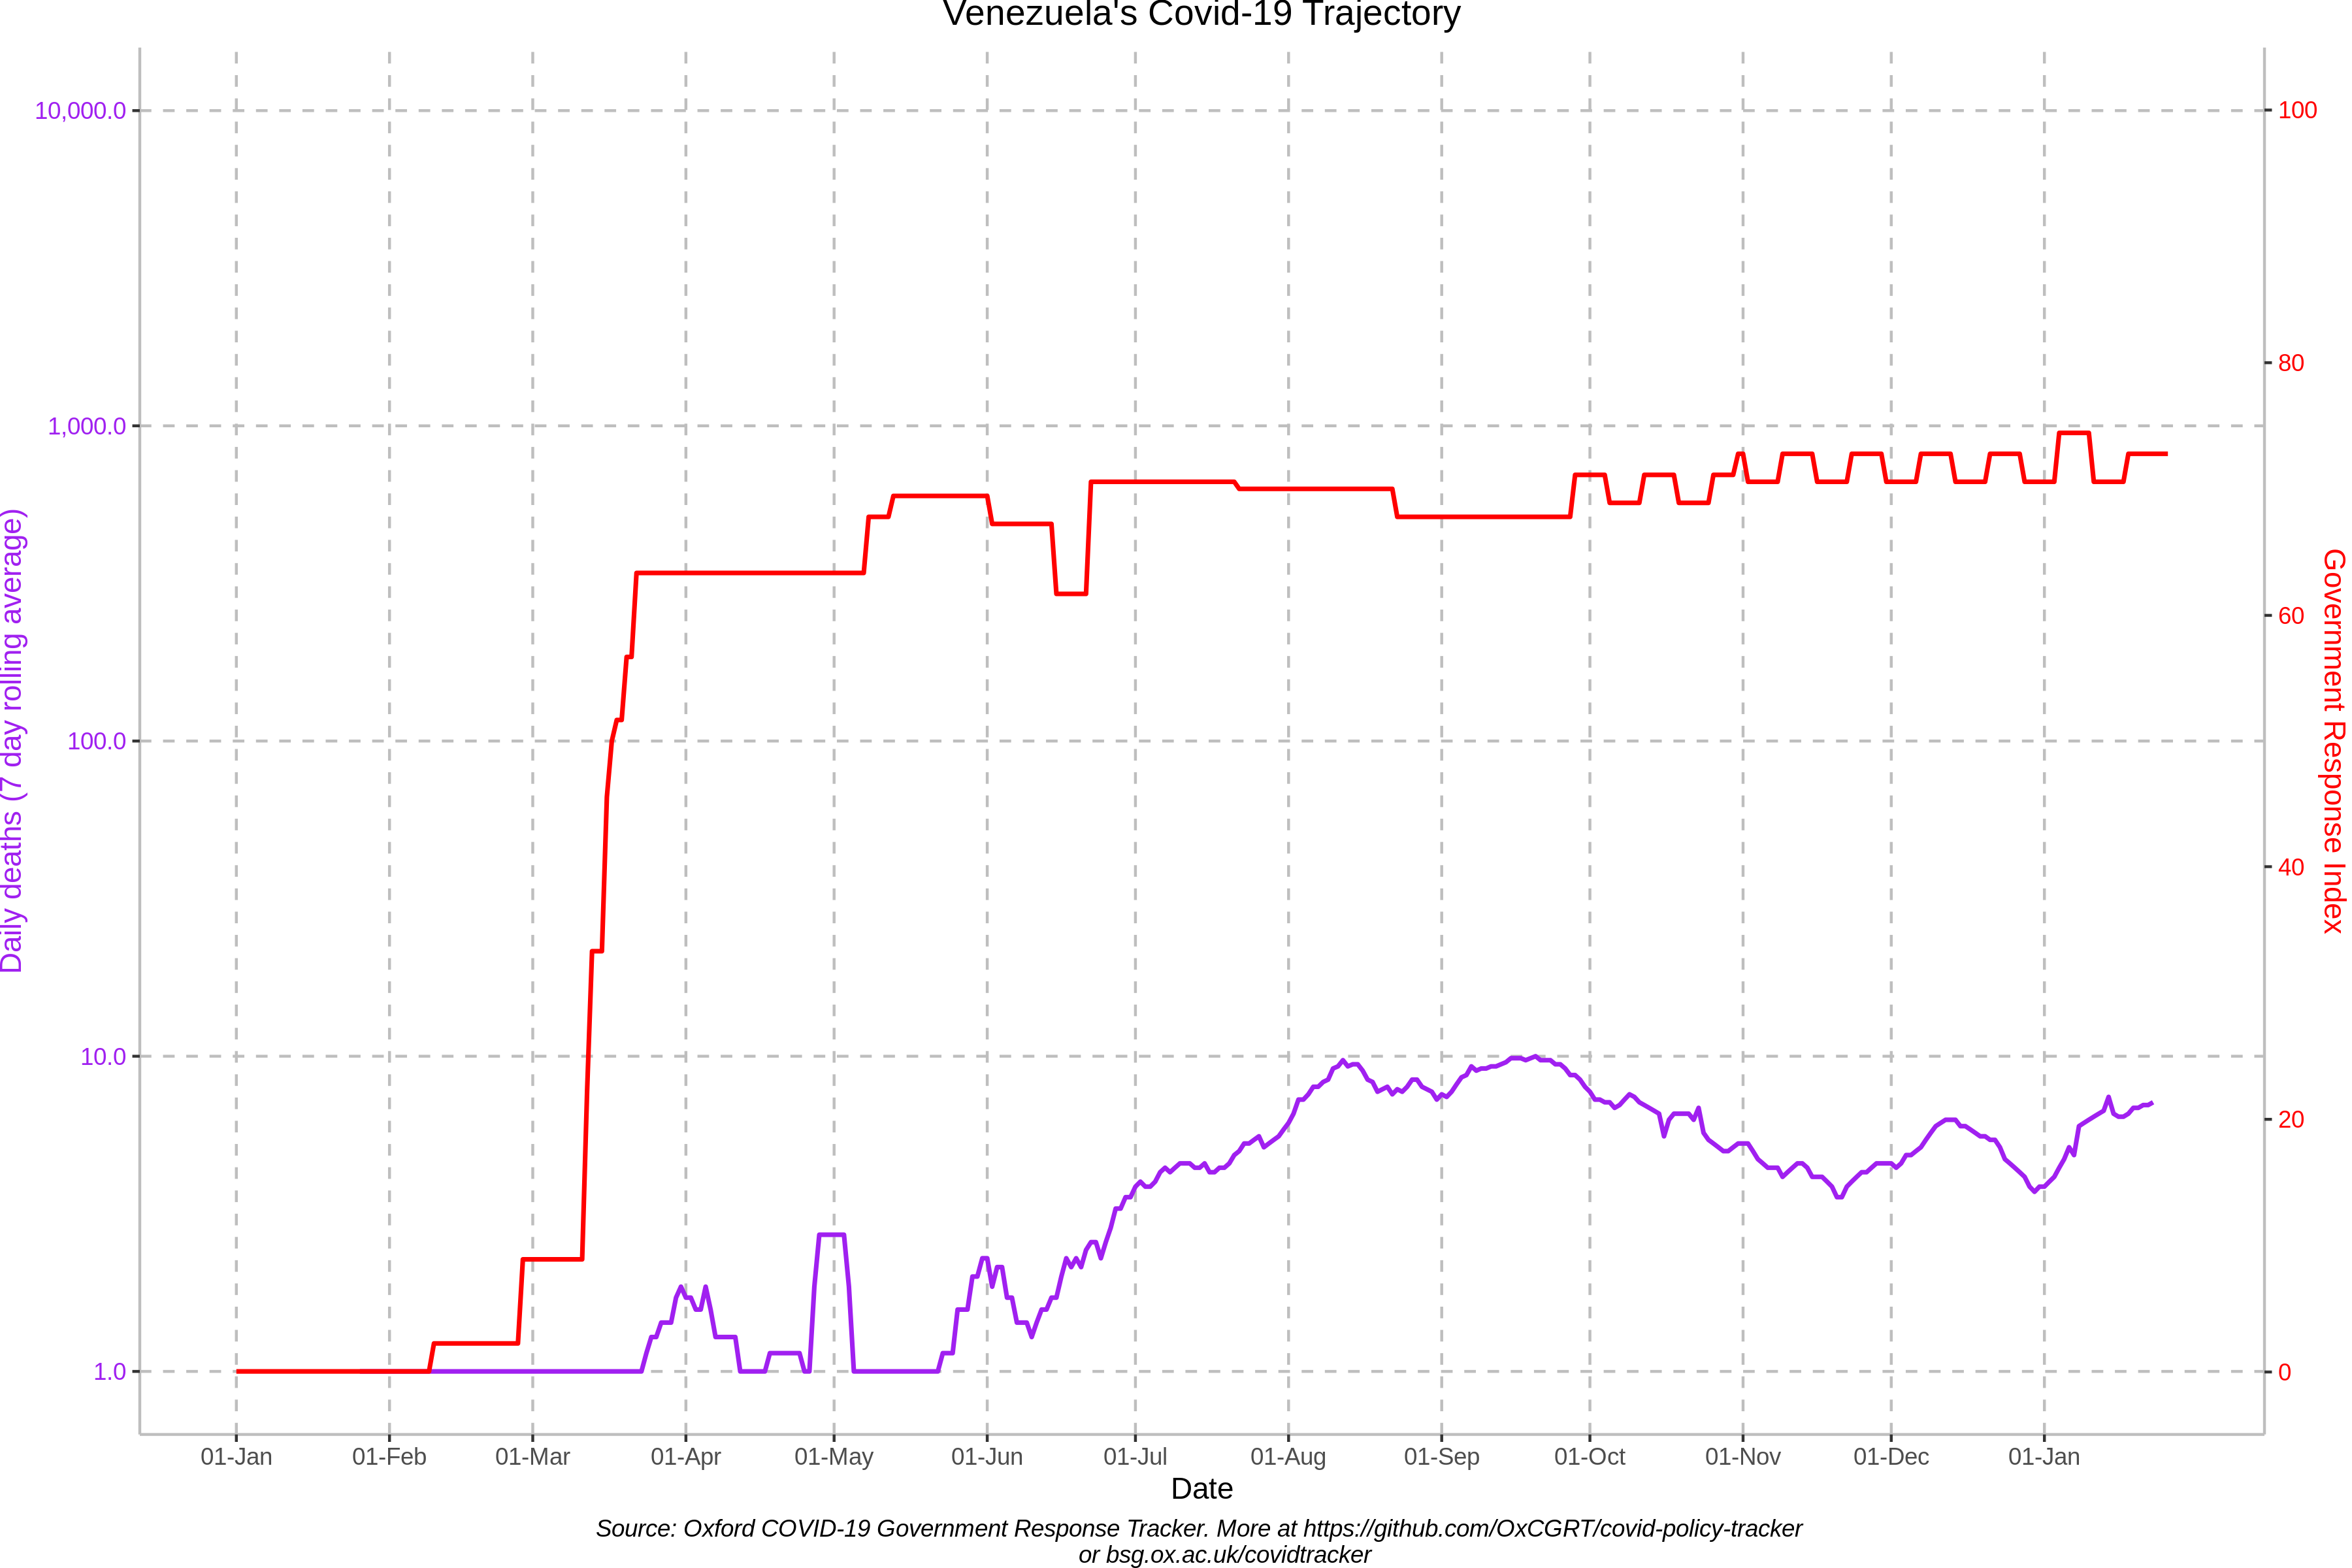 Venezuela's Covid-19 Trajectory
10,000.0
1,000.0
100.0
10.0
1.0
Daily deaths (7 day rolling average)
100
80
60
40
20
0
Government Response Index
01-Jan 01-Feb 01-Mar 01-Apr 01-May 01-Jun 01-Jul 01-Aug 01-Sep 01-Oct 01-Nov 01-Dec 01-Jan
Date
Source: Oxford COVID-19 Government Response Tracker. More at https://github.com/OxCGRT/covid-policy-tracker
or bsg.ox.ac.uk/covidtracker